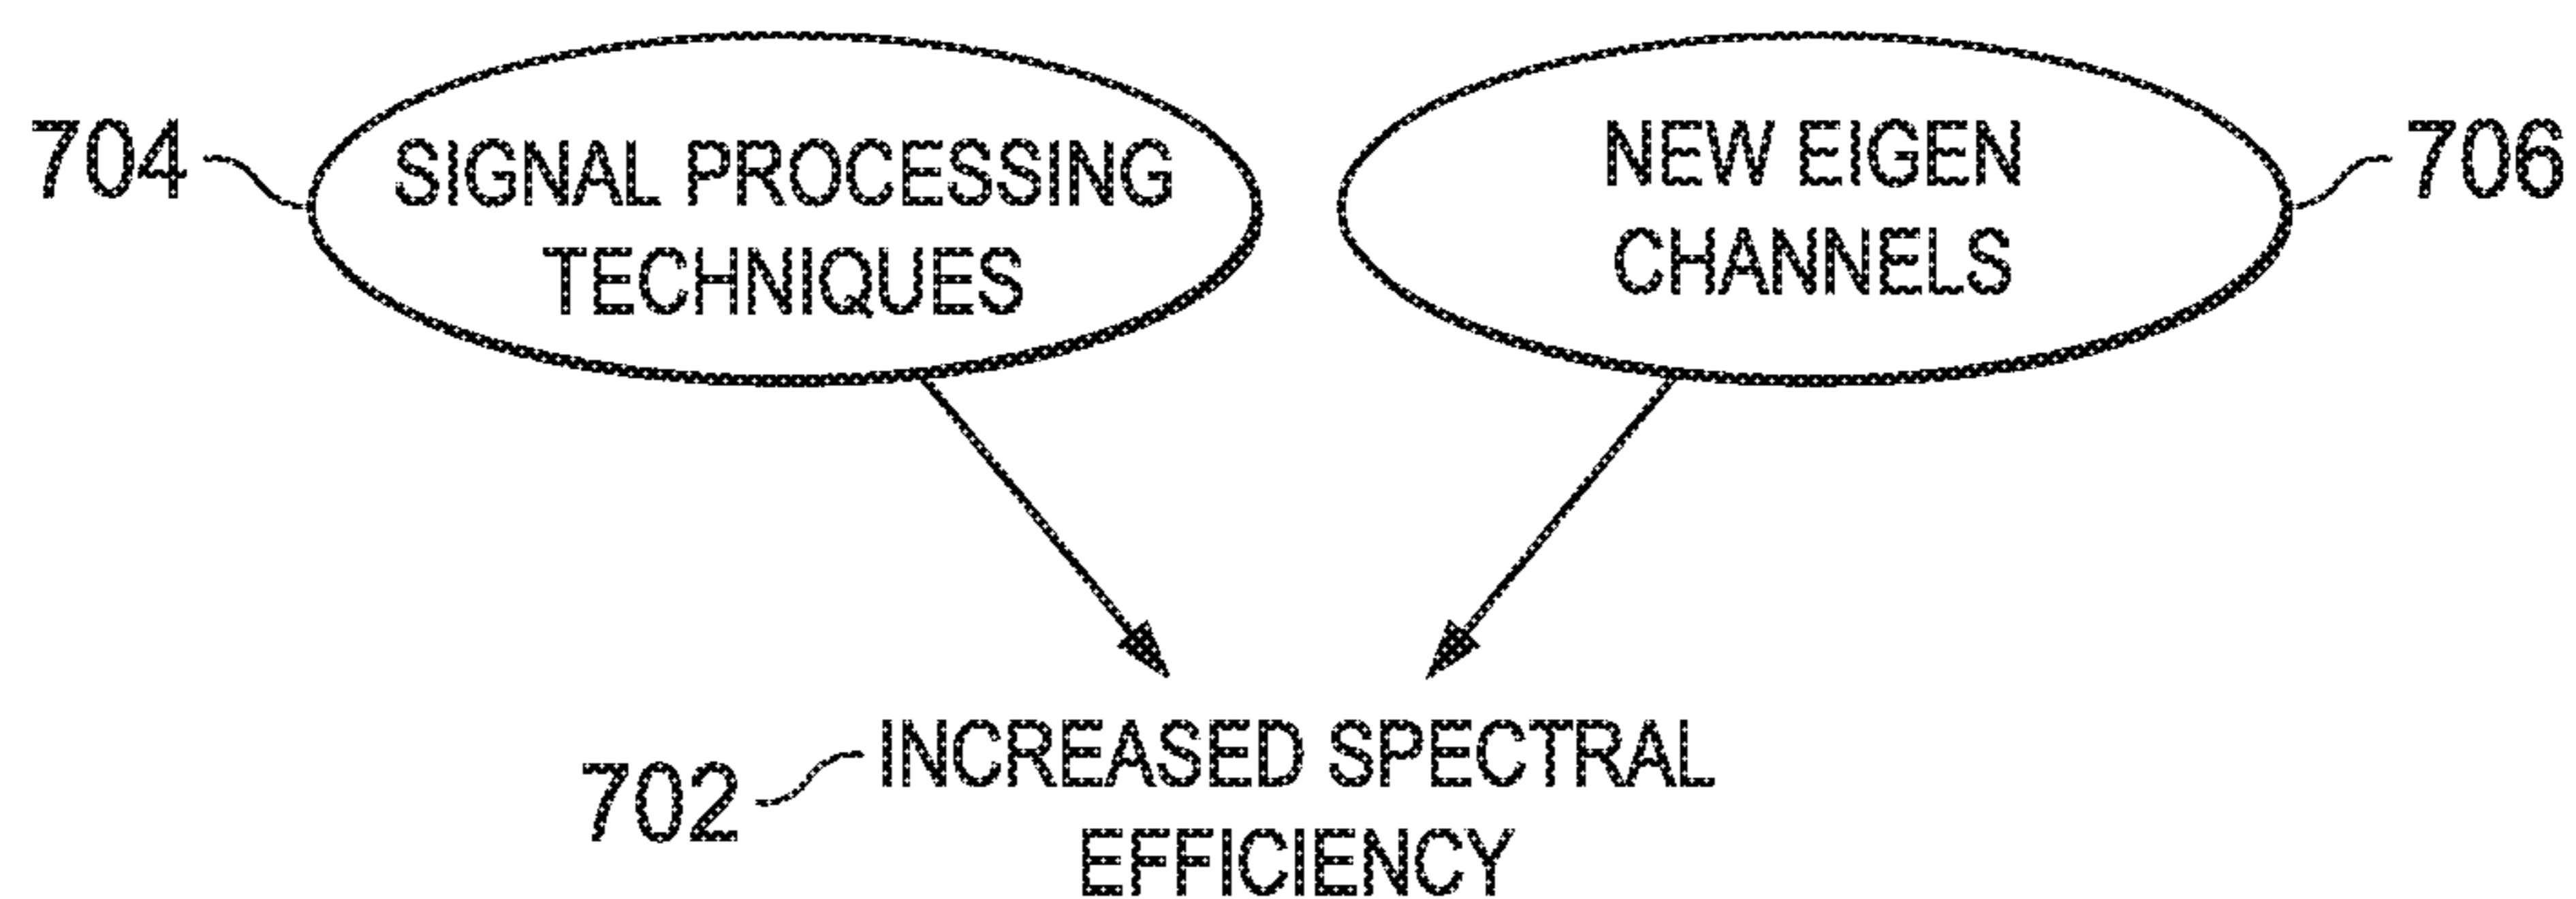 704
SIGNAL PROCESSING
TECHNIQUES
NEW EIGEN
CHANNELS
706
702
INCREASED SPECTRAL
EFFICIENCY